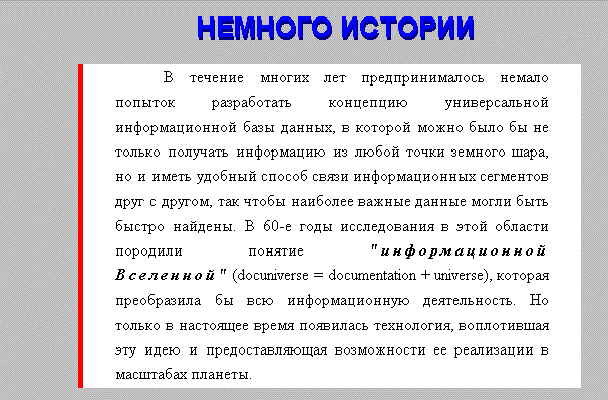 НЕМНОГО ИСТОРИИ
В течение многих лет предпринималось немало
попыток разработать концепцию универсальной
информационной базы данных, в которой можно было бы не
только получать информацию из любой точки земного шара,
но и иметь удобный способ связи информационных сегментов
друг с другом, так чтобы наиболее важные данные могли быть
быстро найдены. В 60-е годы исследования в этой области
породили понятие "информационной
Вселенной" (docuniverse = documentation + universe), которая
преобразила бы всю информационную деятельность. Но
только в настоящее время появилась технология, воплотившая
эту идею и предоставляющая возможности ее реализации в
масштабах планеты.